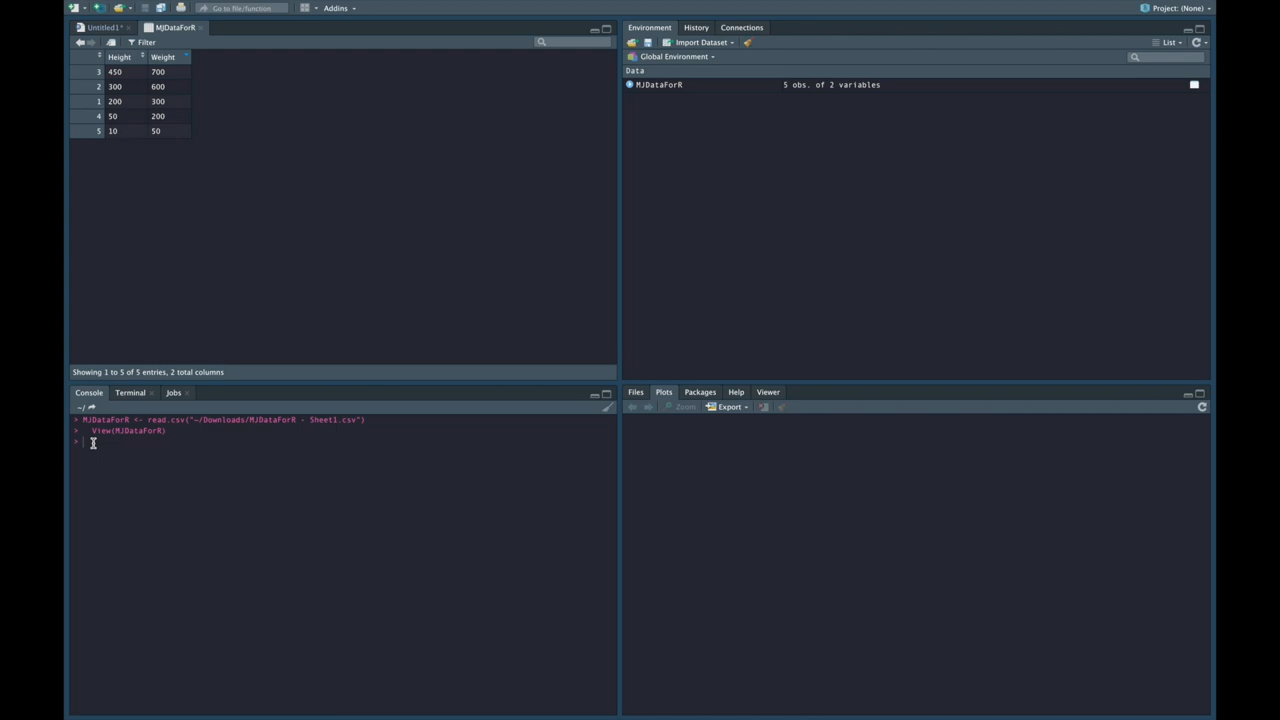 Go to file/function Addins Project: (None)
Untitled1* MJDataForR
Filter
Height Weight
3 450 700
2 300 600
1 200 300
4 50 200
5 10 50
Showing 1 to 5 of 5 entries, 2 total columns
Console Terminal Jobs
~/
> MJDataForR <- read.csv("~/Downloads/MJDataForR - Sheet1.csv")
> View(MJDataForR)
>
Environment History Connections
Import Dataset List
Global Environment
Data
MJDataForR 5 obs. of 2 variables
Files Plots Packages Help Viewer
Zoom Export